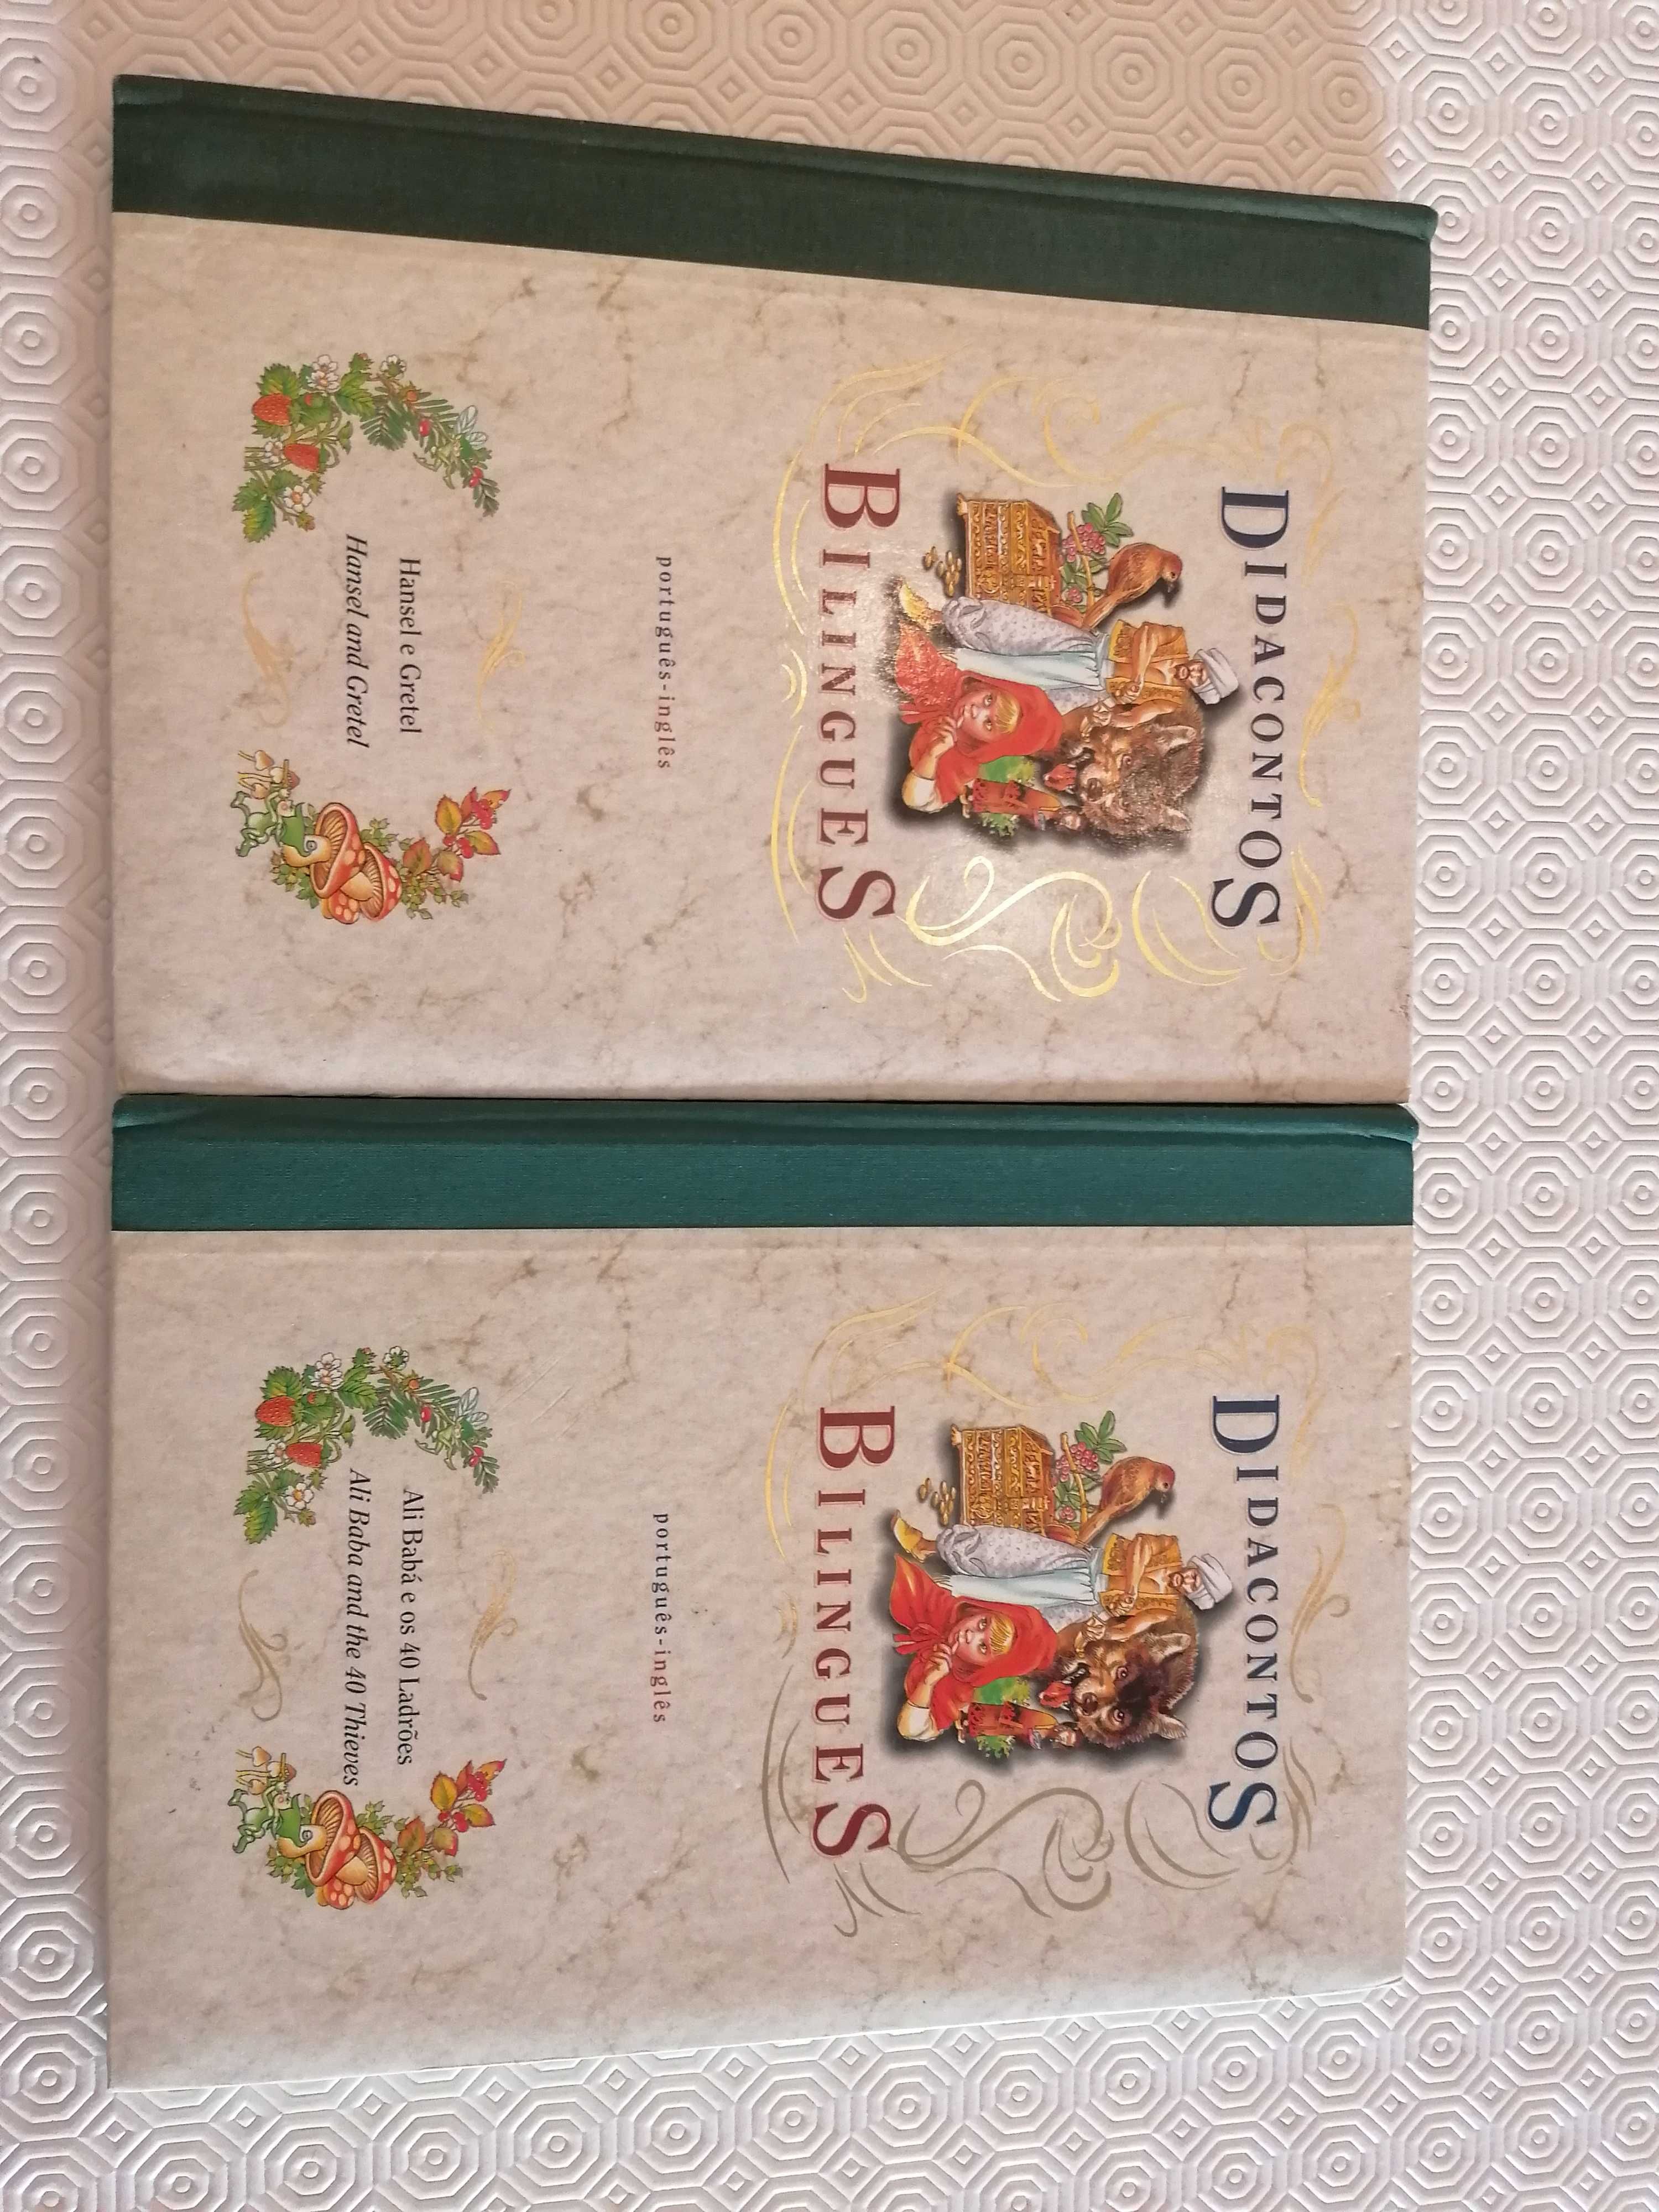 DIDACONTOS
BILINGUES
português-inglês
Hansel e Gretel
Hansel and Gretel
DIDACONTOS
BILINGUES
português-inglês
Ali Babá e os 40 Ladrões
Ali Baba and the 40 Thieves